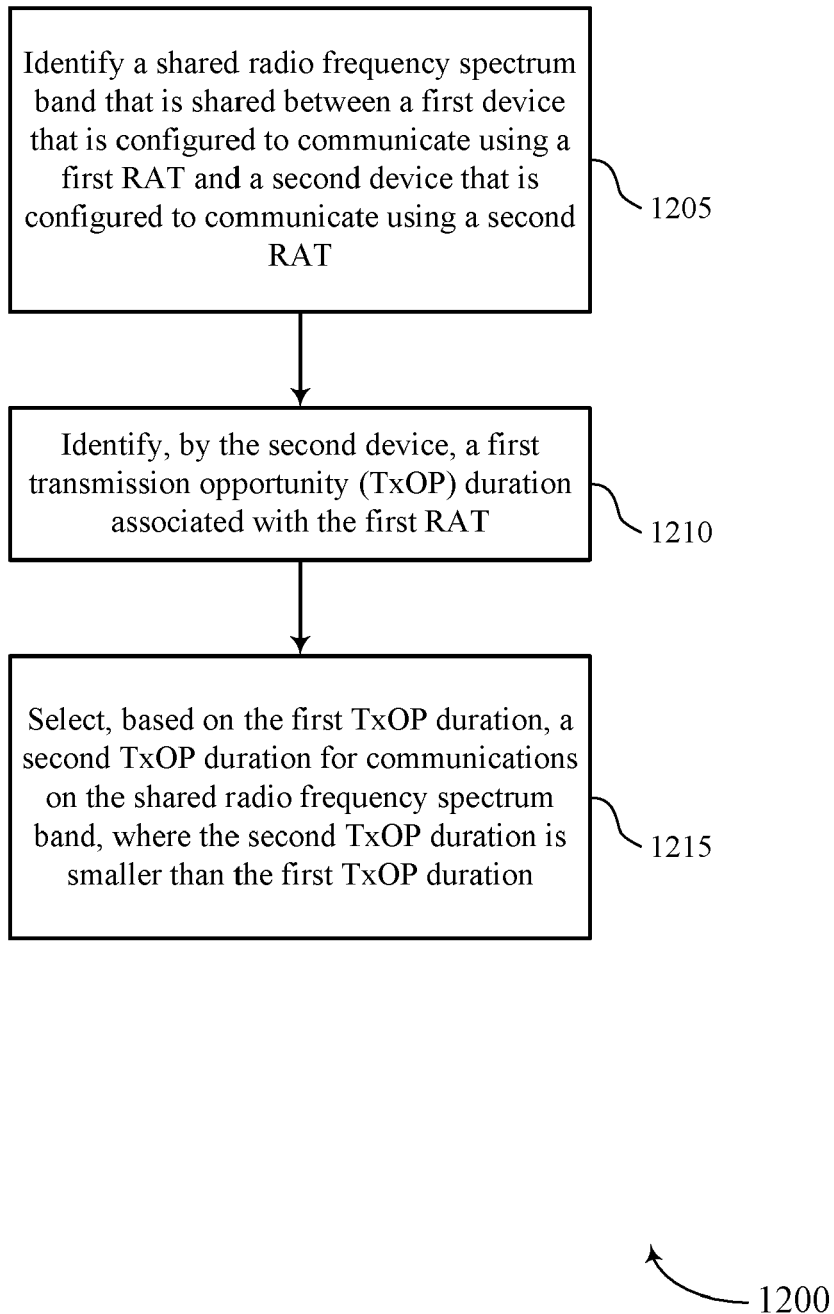 Identify a shared radio frequency spectrum
band that is shared between a first device
that is configured to communicate using a
first RAT and a second device that is
configured to communicate using a second
RAT
1205
Identify, by the second device, a first
transmission opportunity (TxOP) duration
associated with the first RAT
1210
Select, based on the first TxOP duration, a
second TxOP duration for communications
on the shared radio frequency spectrum
band, where the second TxOP duration is
smaller than the first TxOP duration
1215
1200